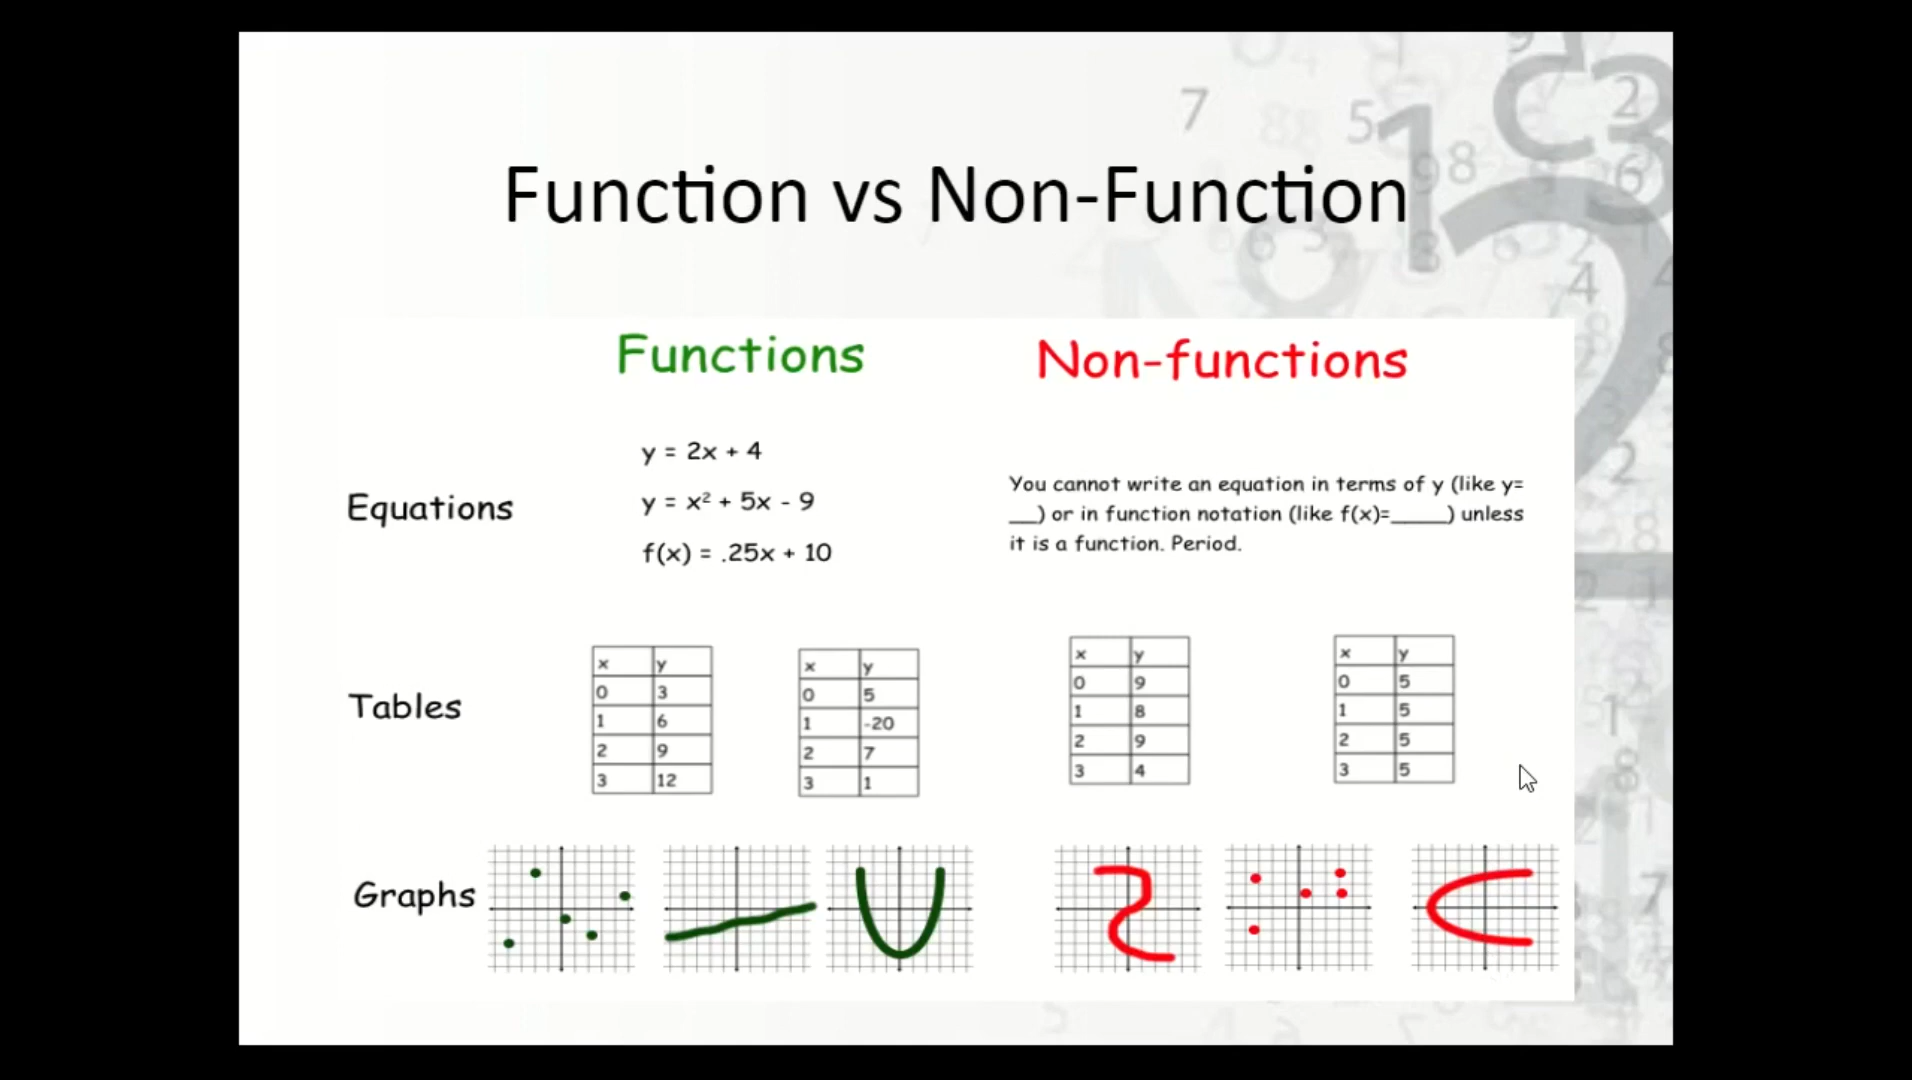 Function vs Non-Function
Functions
Non-functions
Equations
y = 2x + 4
y = x² + 5x - 9
f(x) = .25x + 10
You cannot write an equation in terms of y (like y=
__) or in function notation (like f(x)=_____) unless
it is a function. Period.
Tables
x y
0 3
1 6
2 9
3 12
x y
0 5
1 -20
2 7
3 1
x y
0 9
1 8
2 9
3 4
x y
0 5
1 5
2 5
3 5
Graphs